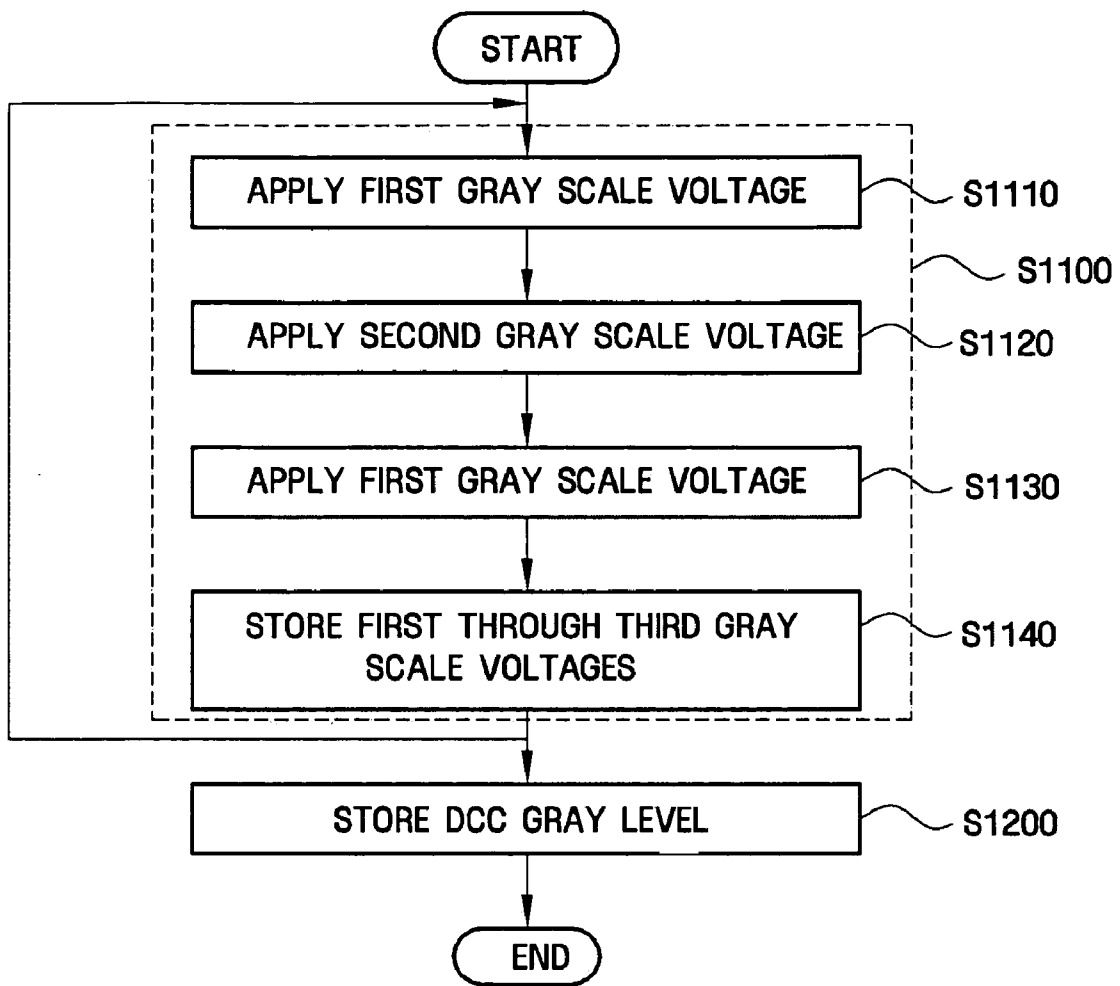 START
APPLY FIRST GRAY SCALE VOLTAGE
S1110
S1100
APPLY SECOND GRAY SCALE VOLTAGE
S1120
APPLY FIRST GRAY SCALE VOLTAGE
S1130
STORE FIRST THROUGH THIRD GRAY
SCALE VOLTAGES
S1140
STORE DCC GRAY LEVEL
S1200
END